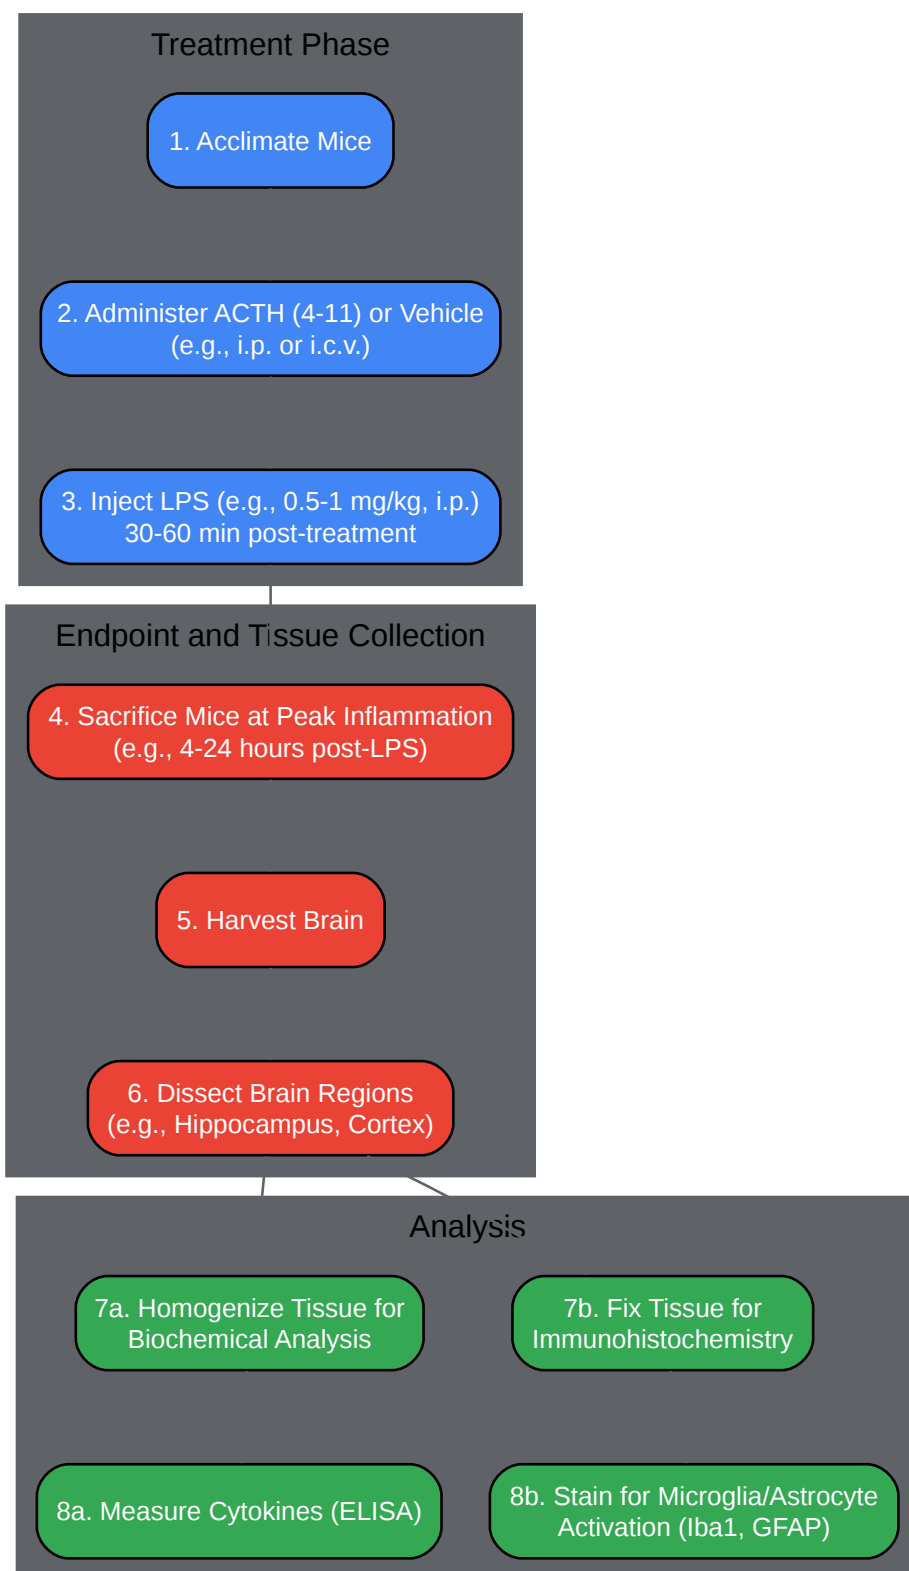 Treatment Phase
1. Acclimate Mice
2. Administer ACTH (4-11) or Vehicle
(e.g., i.p. or i.c.v.)
3. Inject LPS (e.g., 0.5-1 mg/kg, i.p.)
30-60 min post-treatment
Endpoint and Tissue Collection
4. Sacrifice Mice at Peak Inflammation
(e.g., 4-24 hours post-LPS)
5. Harvest Brain
6. Dissect Brain Regions
(e.g., Hippocampus, Cortex)
Analysis
7a. Homogenize Tissue for
Biochemical Analysis
7b. Fix Tissue for
Immunohistochemistry
8a. Measure Cytokines (ELISA)
8b. Stain for Microglia/Astrocyte
Activation (Iba1, GFAP)